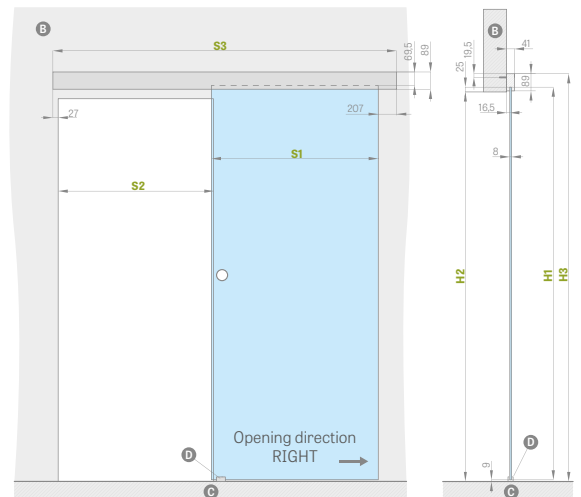 B
S3
69,5
89
27
207
S1
S2
Opening direction
RIGHT
D
C
B
41
19,5
25
89
16,5
8
H2
H1
H3
9
D
C